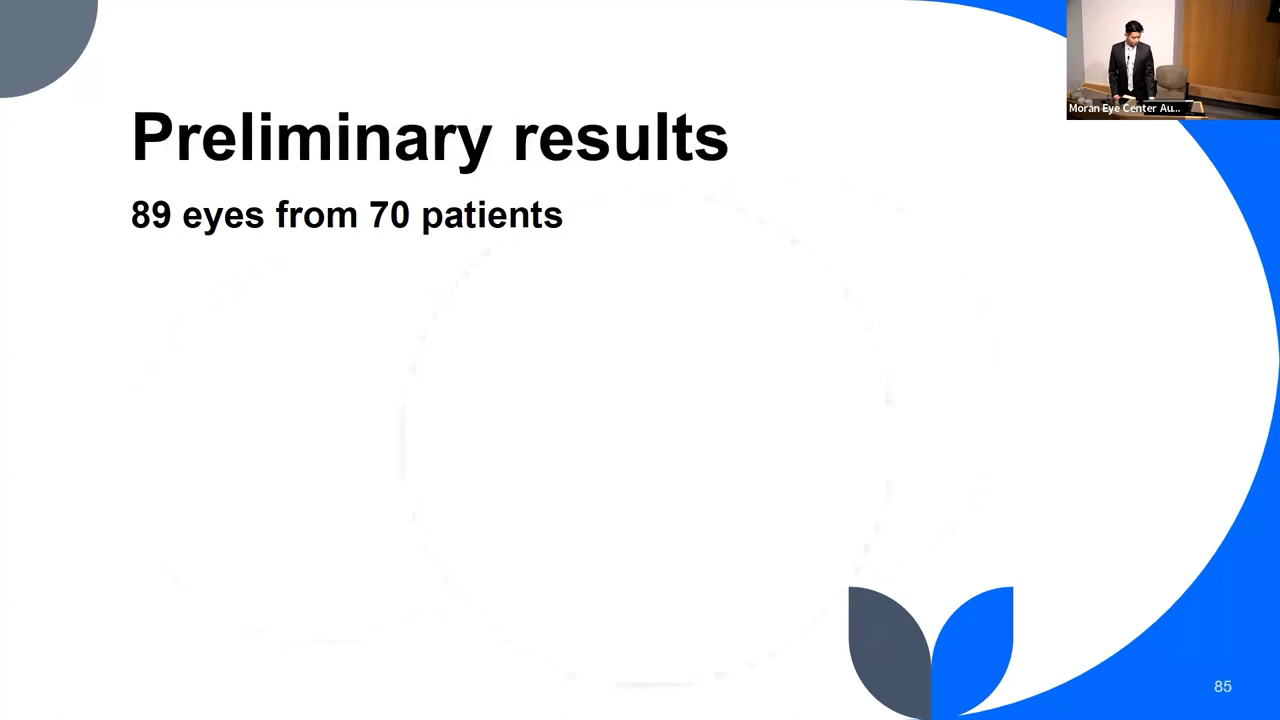 Moran Eye Center Au...
Preliminary results
89 eyes from 70 patients
85